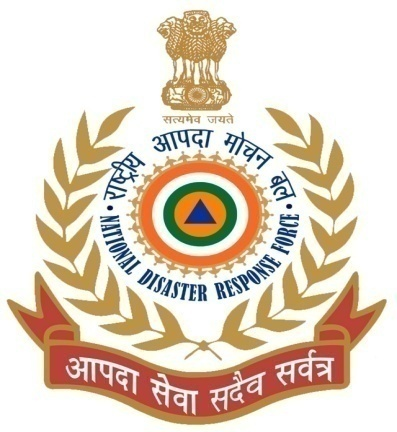 सत्यमेव जयते
राष्ट्रीय आपदा मोचन बल
NATIONAL DISASTER RESPONSE FORCE
आपदा सेवा सदैव सर्वत्र